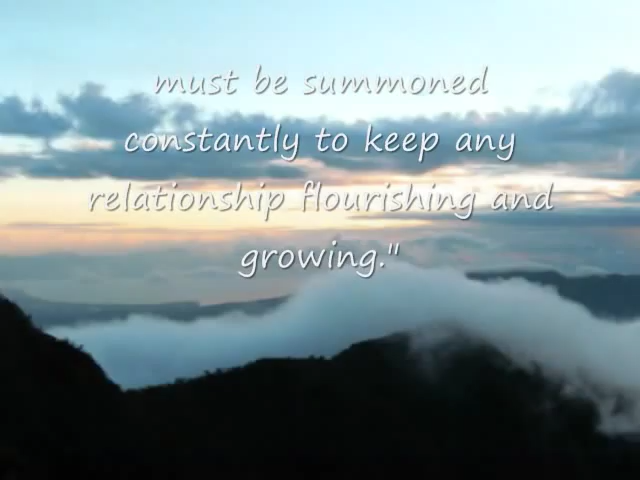 must be summoned
constantly to keep any
relationship flourishing and
growing."